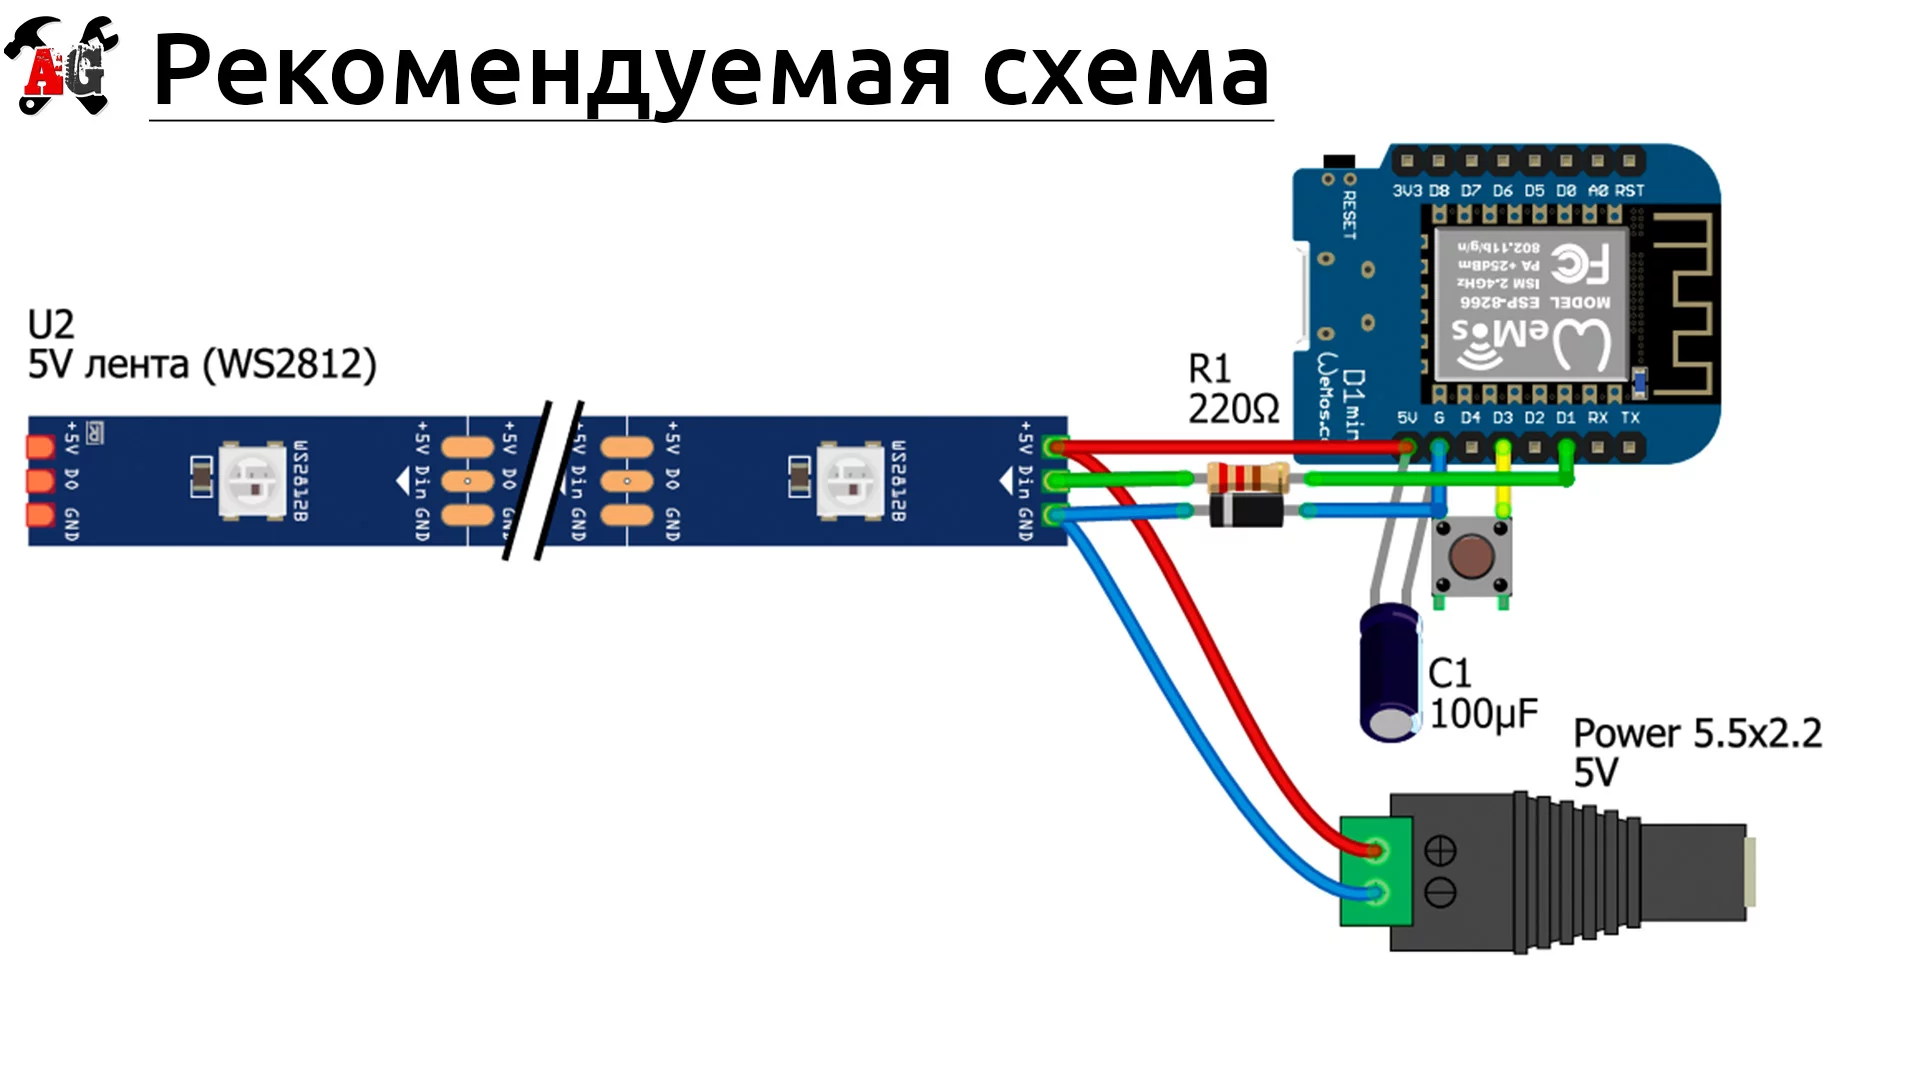 AG Рекомендуемая схема
3V3 D8 D7 D6 D5 D0 A0 RST
RESET
802.11b/g/n
PA +25dBm
ISM 2.4GHz
MODEL ESP-8266
FC
WeMos
U2
5V лента (WS2812)
R1
220Ω
D1 mini
WeMos.cc
5V G D4 D3 D2 D1 RX TX
+5V DO GND
WS2812B
+5V Din GND
+5V DO GND
+5V Din GND
+5V DO GND
WS2812B
+5V Din GND
C1
100µF
Power 5.5x2.2
5V